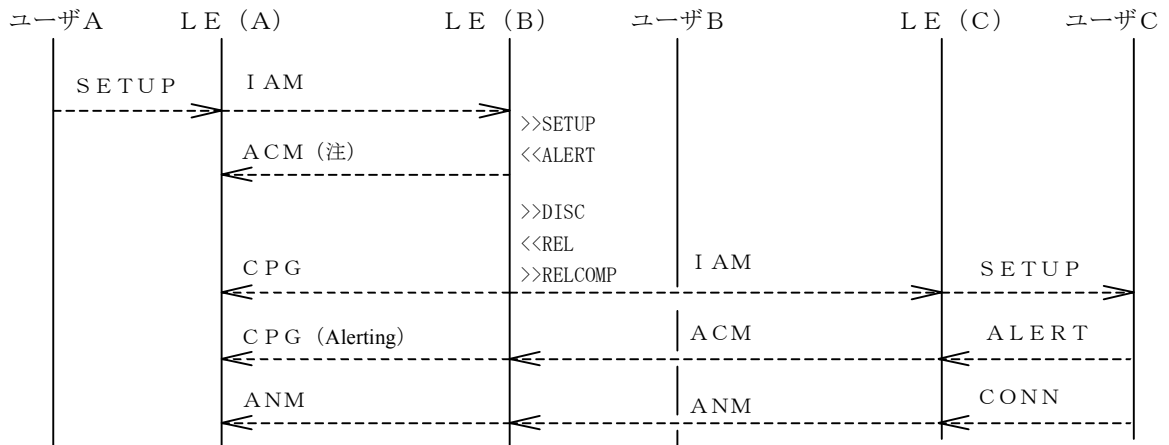 ユーザA LE（A） LE（B） ユーザB LE（C） ユーザC
SETUP IAM
>>SETUP
ACM（注） <<ALERT
>>DISC
<<REL
CPG >>RELCOMP IAM SETUP
CPG（Alerting） ACM ALERT
ANM ANM CONN